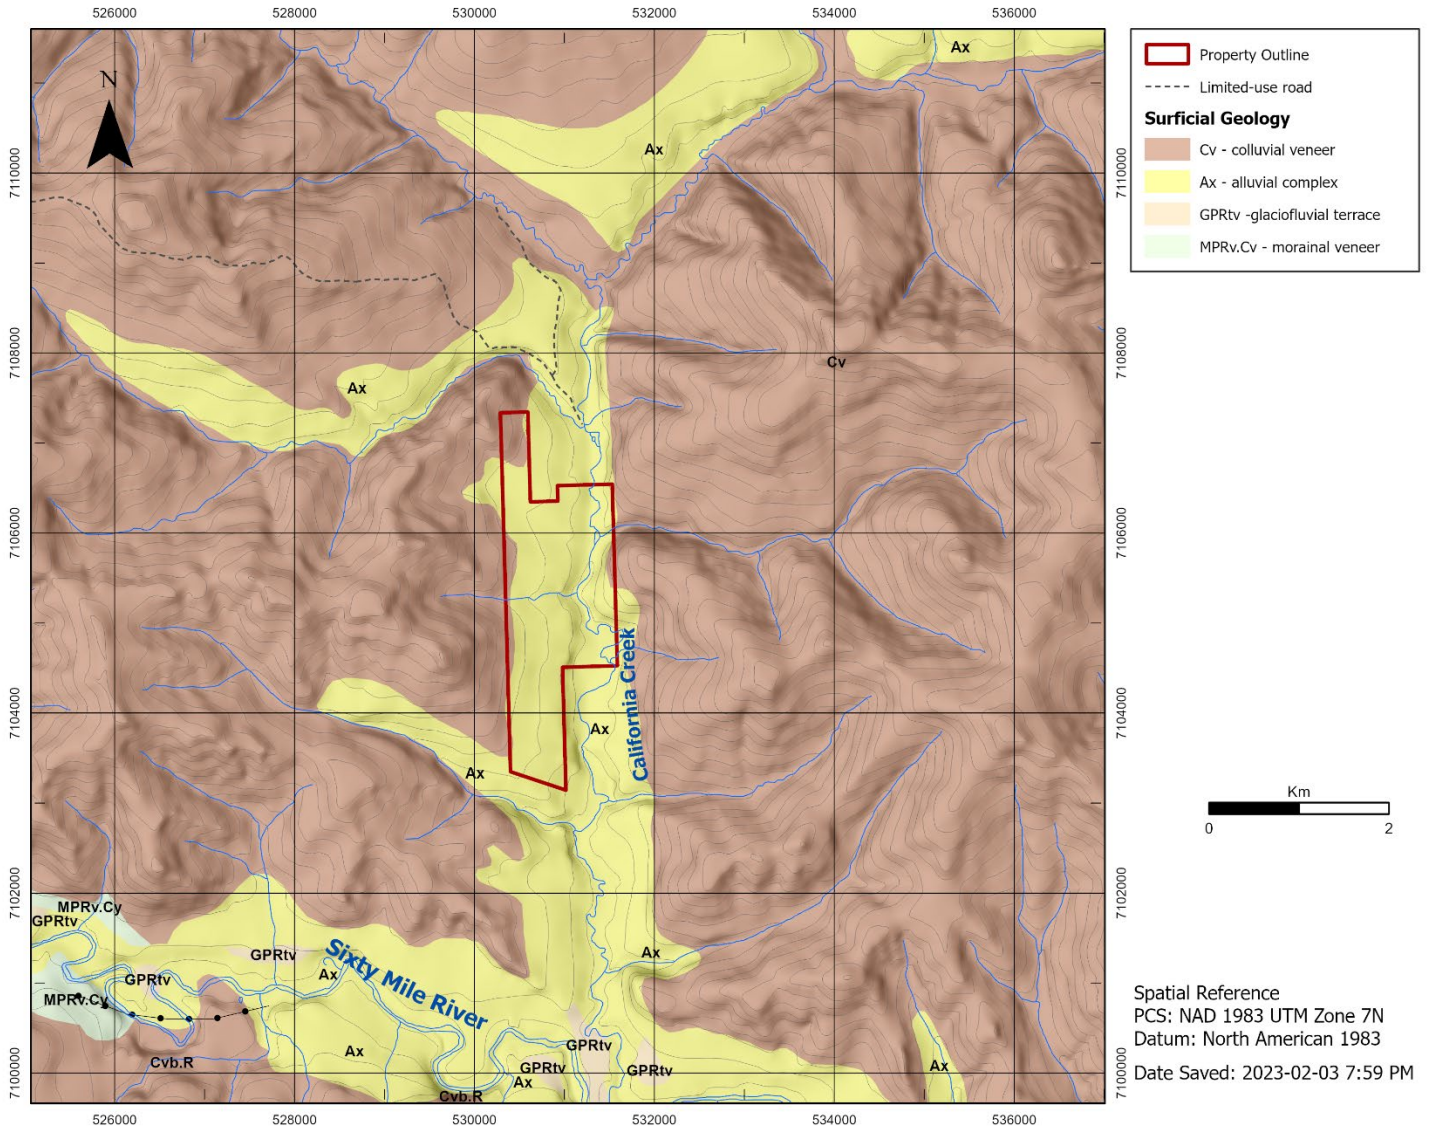 526000
528000
530000
532000
534000
536000
N
Ax
Ax
7110000
7110000
7108000
7108000
Cv
Ax
7106000
7106000
California Creek
7104000
7104000
Ax
Ax
7102000
7102000
MPRv.Cy
GPRtv
Ax
GPRtv
Sixty Mile River
Ax
GPRtv
MPRv.Cy
GPRtv
Ax
Cvb.R
GPRtv
GPRtv
Ax
Ax
Cvb.R
7100000
7100000
526000
528000
530000
532000
534000
536000
Property Outline
Limited-use road
Surficial Geology
Cv - colluvial veneer
Ax - alluvial complex
GPRtv -glaciofluvial terrace
MPRv.Cv - morainal veneer
Km
0
2
Spatial Reference
PCS: NAD 1983 UTM Zone 7N
Datum: North American 1983
Date Saved: 2023-02-03 7:59 PM